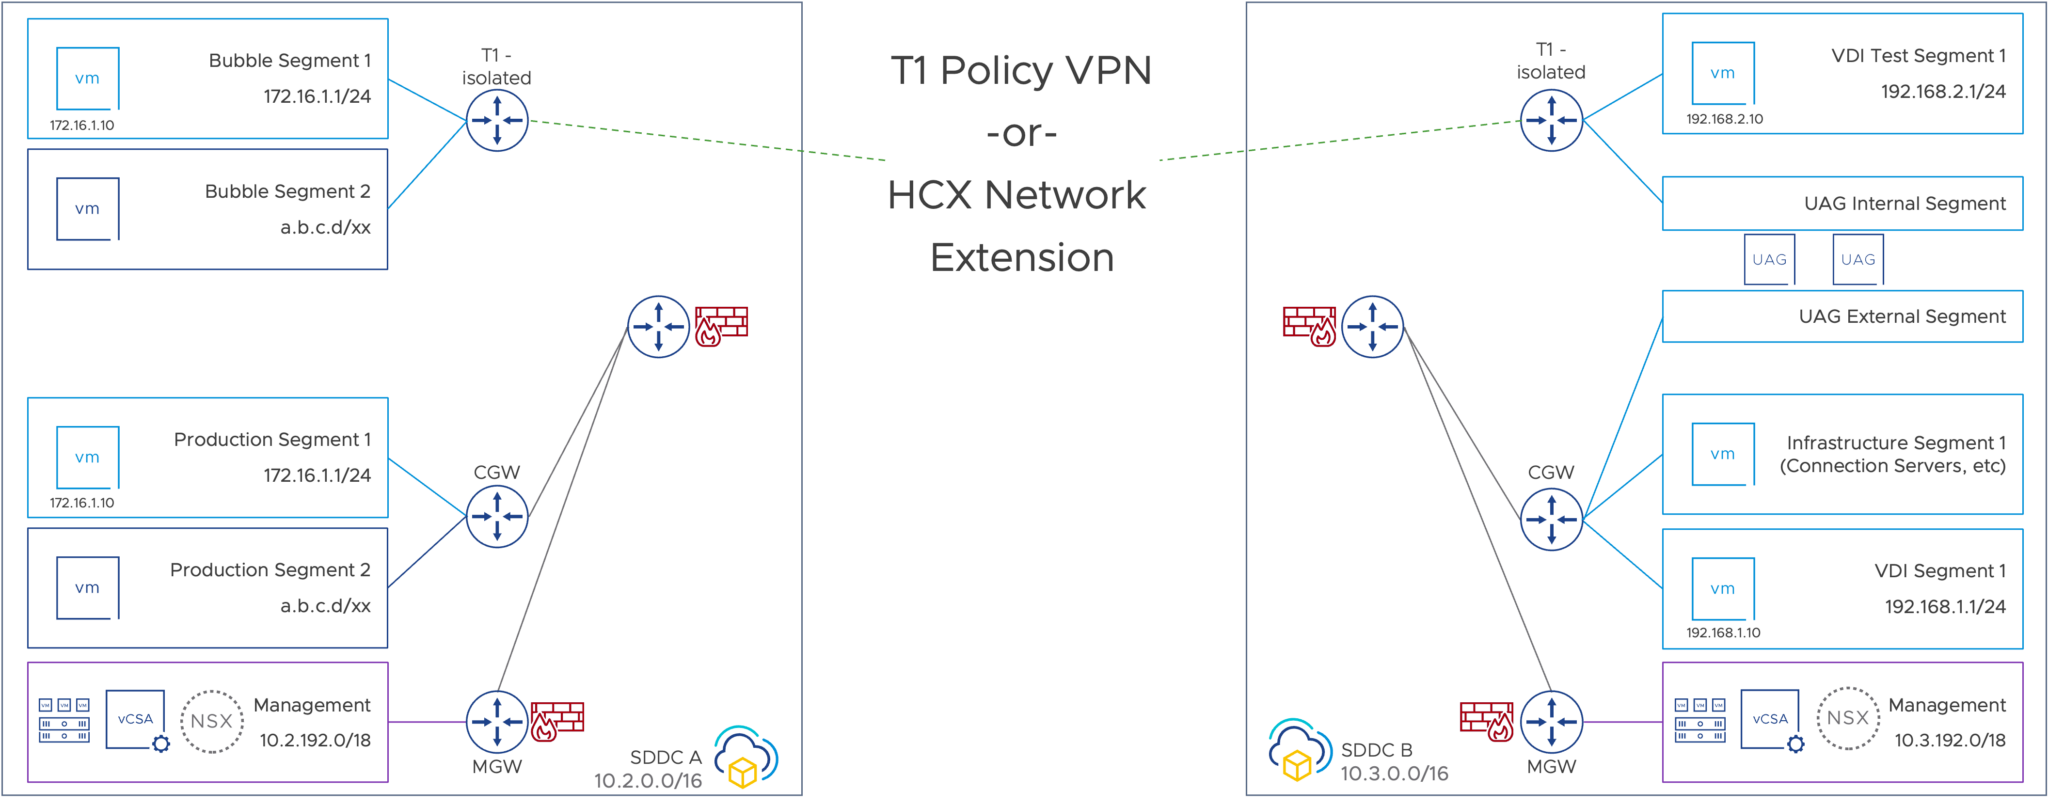 Bubble Segment 1
172.16.1.1/24
vm
172.16.1.10
Bubble Segment 2
a.b.c.d/xx
vm
T1 -
isolated
Production Segment 1
172.16.1.1/24
vm
172.16.1.10
Production Segment 2
a.b.c.d/xx
vm
CGW
VM VM VM
vCSA
NSX
Management
10.2.192.0/18
MGW
SDDC A
10.2.0.0/16
T1 Policy VPN
-or-
HCX Network
Extension
T1 -
isolated
VDI Test Segment 1
192.168.2.1/24
vm
192.168.2.10
UAG Internal Segment
UAG UAG
UAG External Segment
CGW
vm
Infrastructure Segment 1
(Connection Servers, etc)
VDI Segment 1
192.168.1.1/24
vm
192.168.1.10
VM VM VM
vCSA
NSX
Management
10.3.192.0/18
MGW
SDDC B
10.3.0.0/16